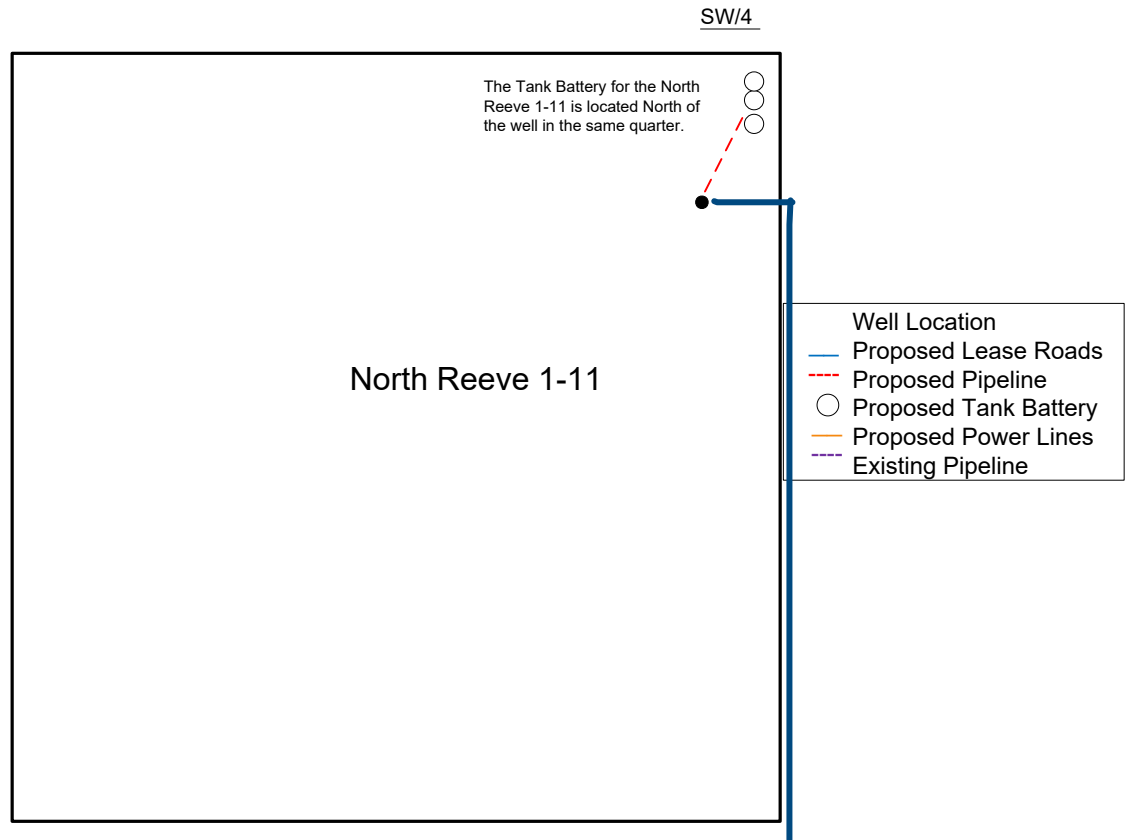 SW/4
The Tank Battery for the North
Reeve 1-11 is located North of
the well in the same quarter.
North Reeve 1-11
Well Location
Proposed Lease Roads
Proposed Pipeline
Proposed Tank Battery
Proposed Power Lines
Existing Pipeline